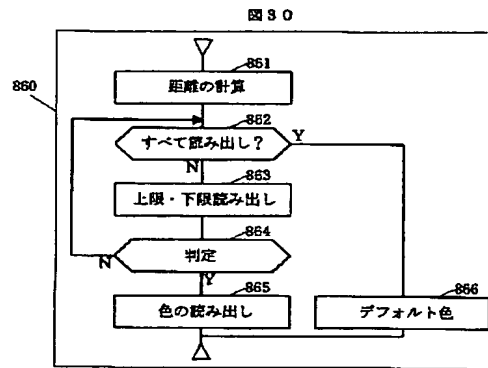 図３０
860
861
距離の計算
862
すべて読み出し？
Y
N
863
上限・下限読み出し
864
判定
N
Y
865
色の読み出し
866
デフォルト色